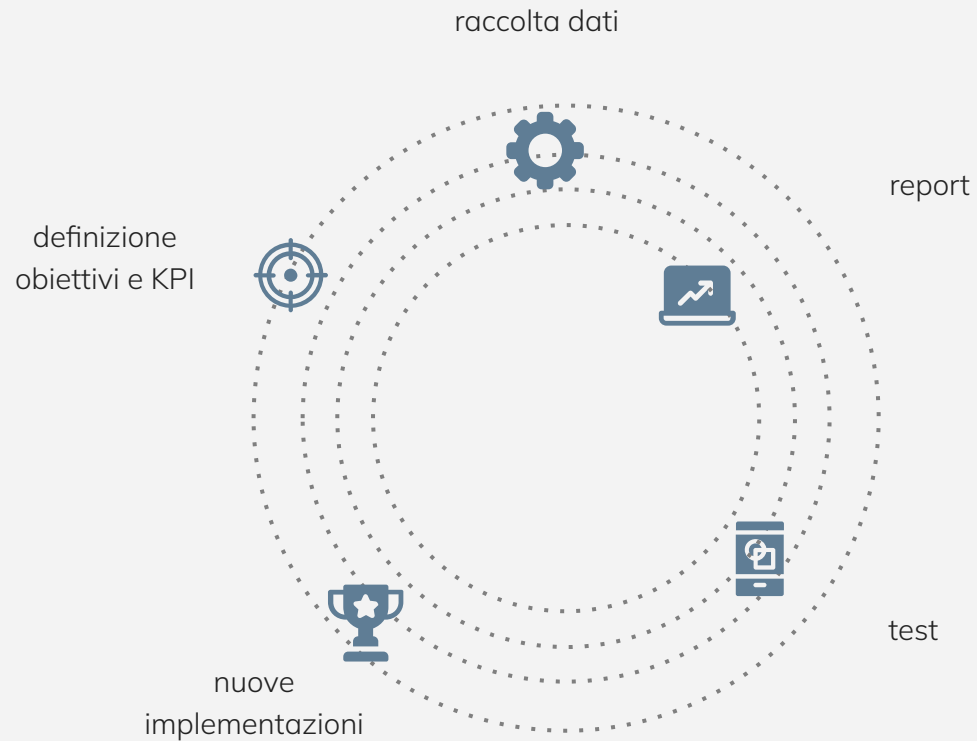 raccolta dati
report
definizione
obiettivi e KPI
test
nuove
implementazioni